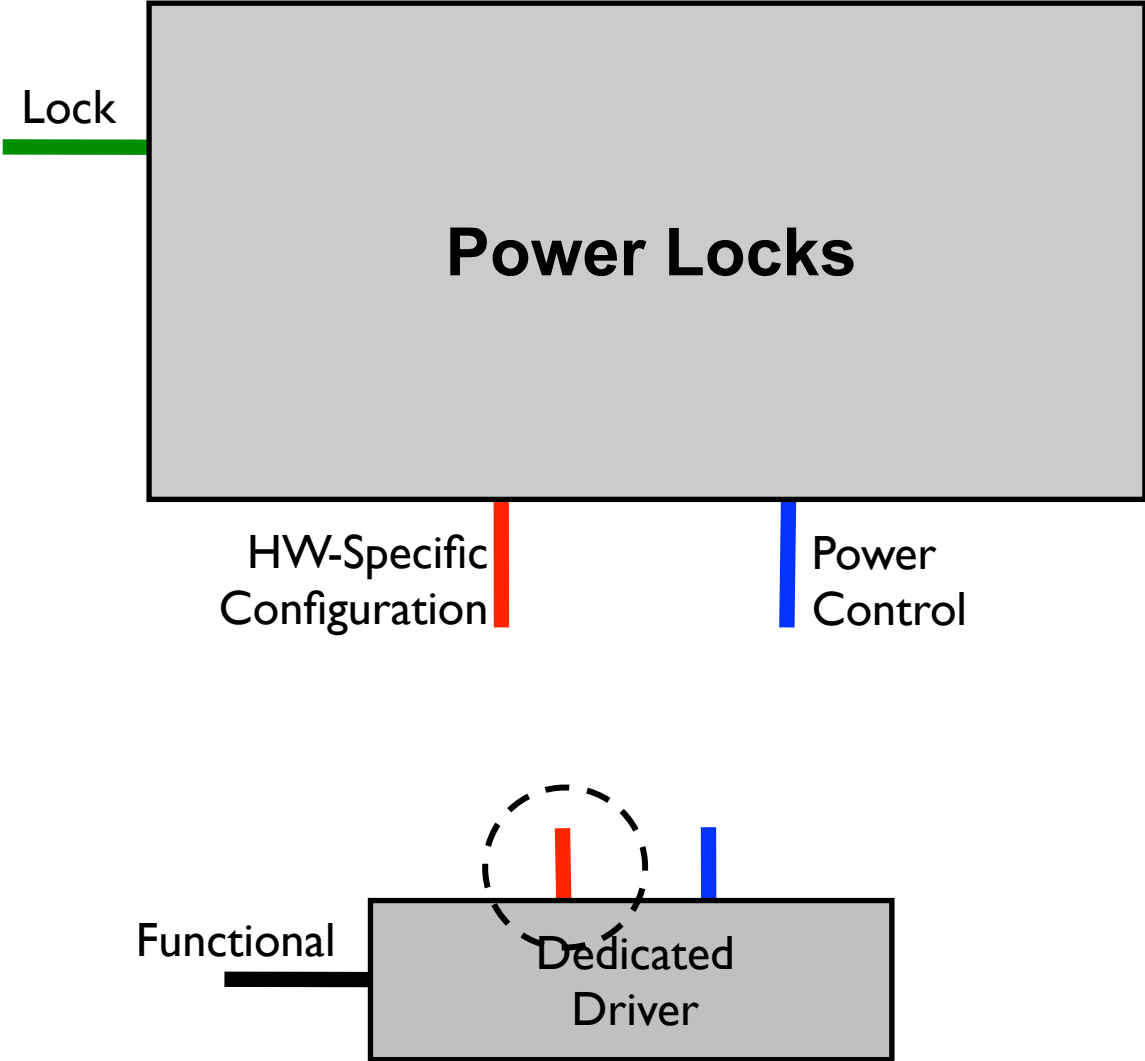 Lock
Power Locks
HW-Specific
Configuration
Power
Control
Functional
Dedicated
Driver